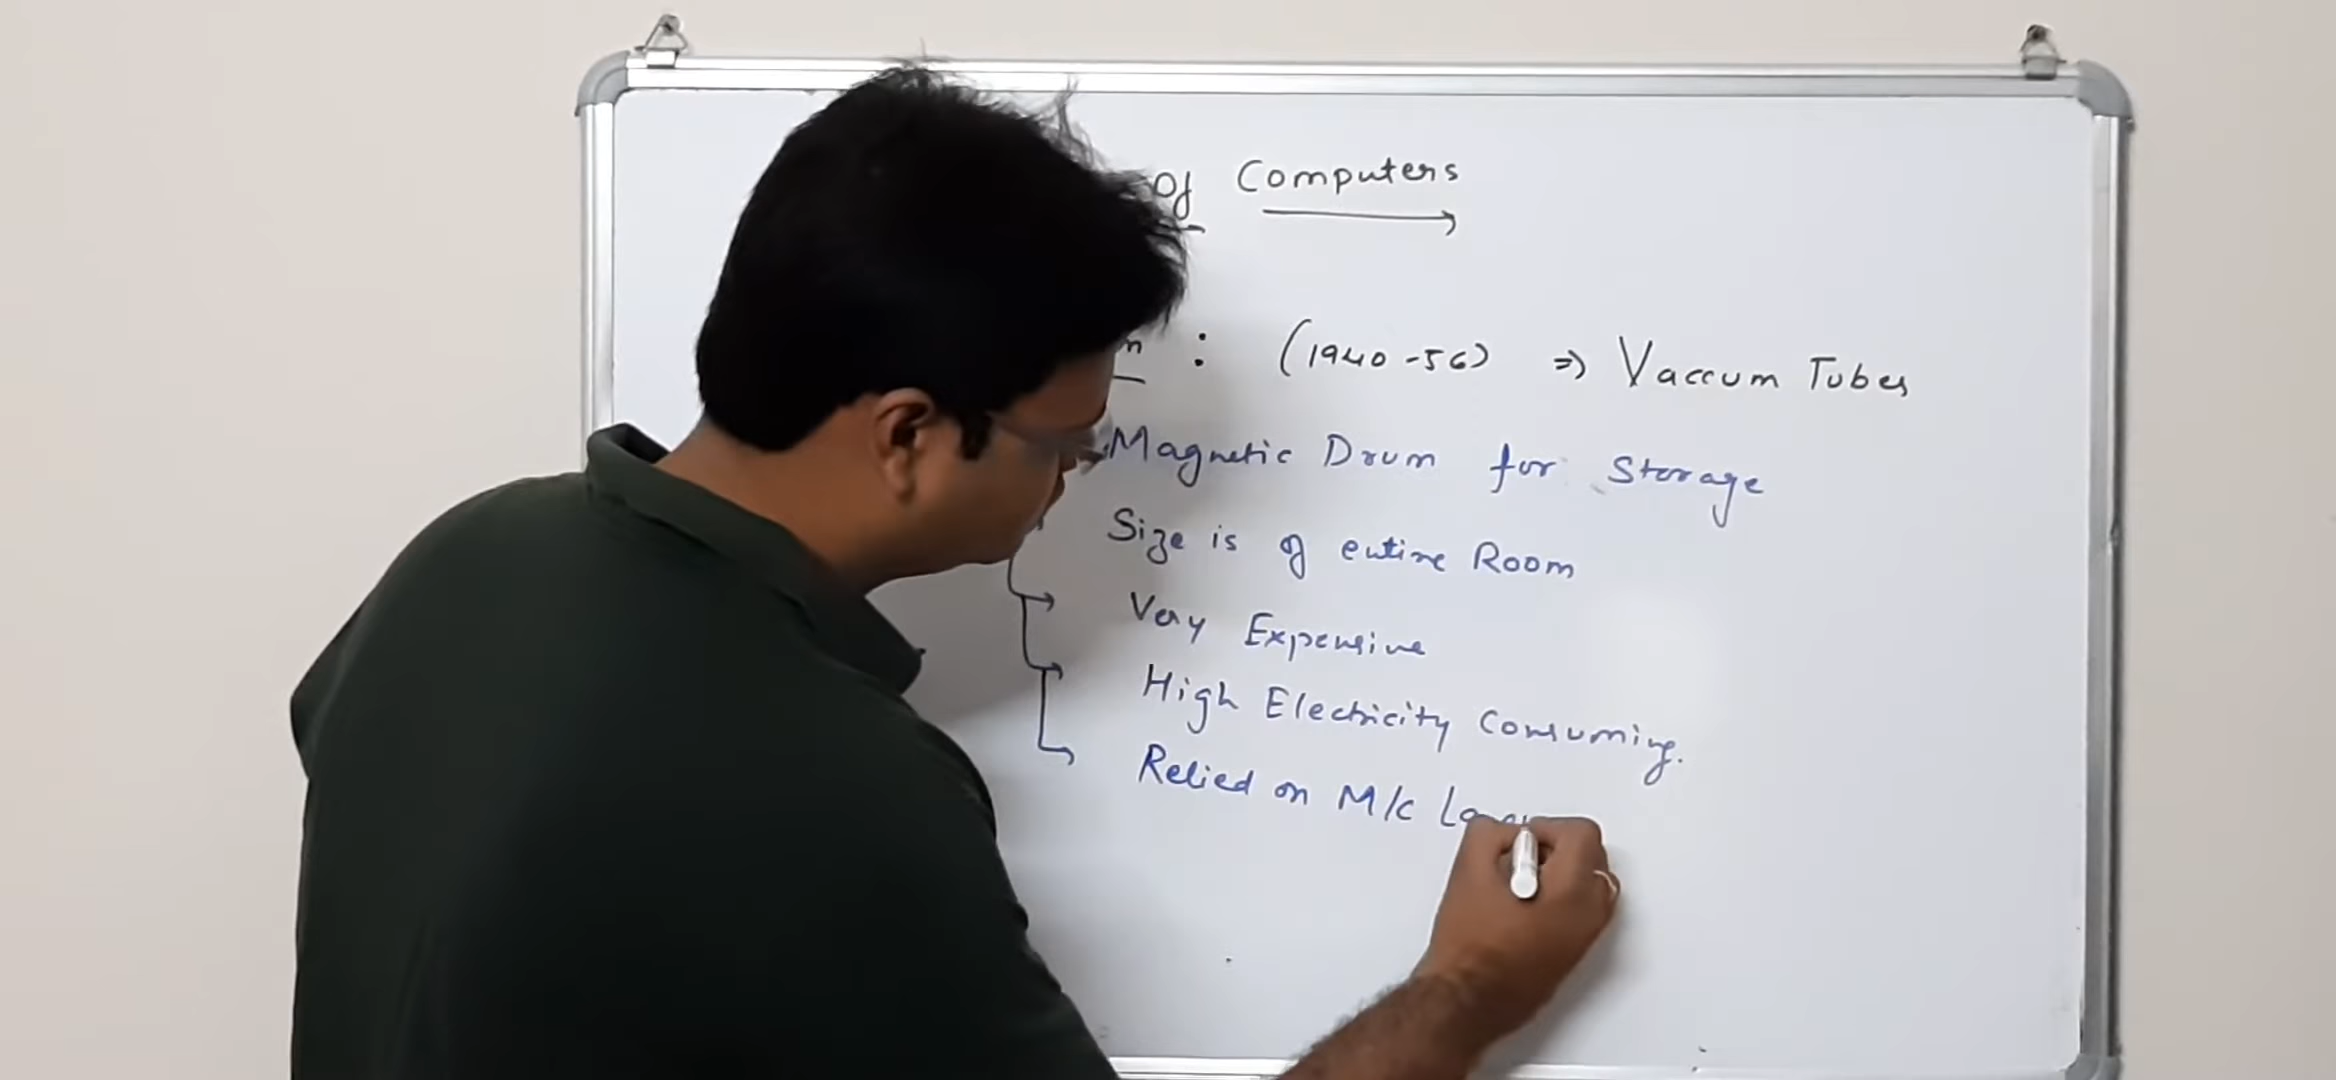 Of Computers
: (1940-56) => Vaccum Tubes
Magnetic Drum for Storage
Size is of entire Room
Very Expensive
High Electricity Consuming.
Relied on M/c